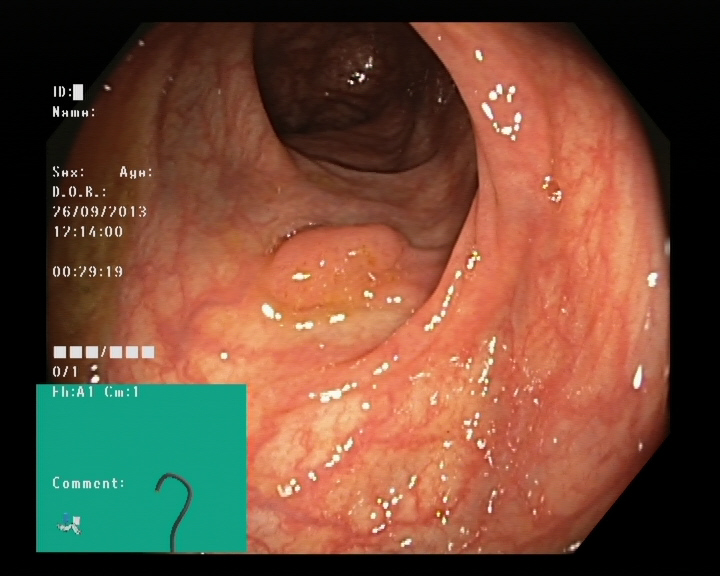 ID:
Name:
Sex: Age:
D.O.B.:
26/09/2013
12:14:00
00:29:19
■■■/■■■
0/1
Eh:A1 Cm:1
Comment: